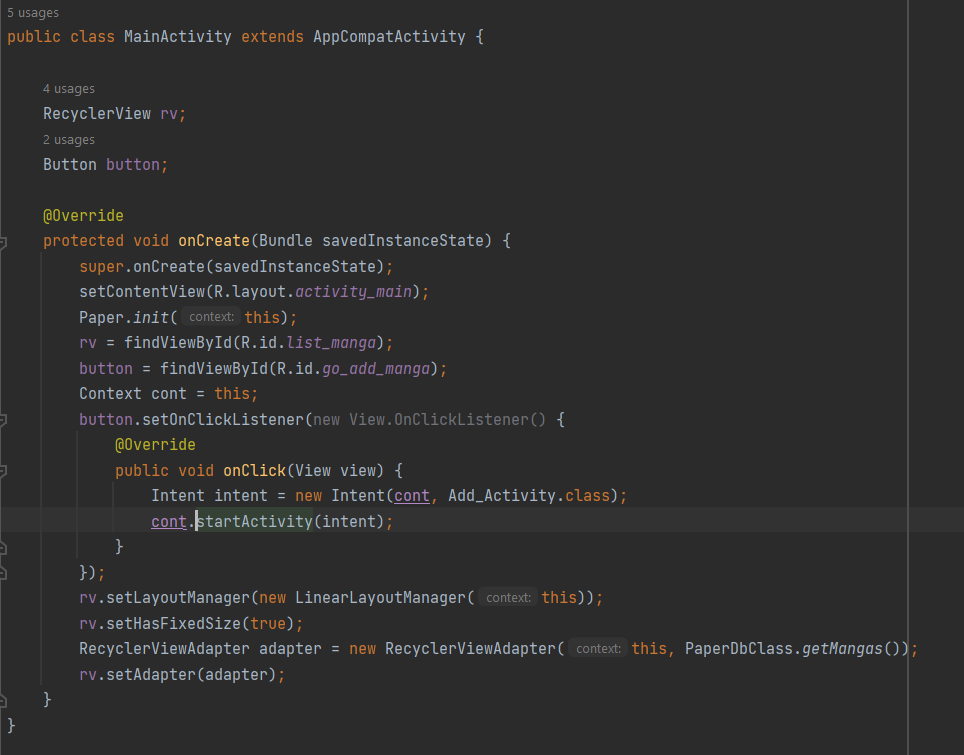 5 usages
public class MainActivity extends AppCompatActivity {
4 usages
RecyclerView rv;
2 usages
Button button;
@Override
protected void onCreate(Bundle savedInstanceState) {
super.onCreate(savedInstanceState);
setContentView(R.layout.activity_main);
Paper.init( context: this);
rv = findViewById(R.id.list_manga);
button = findViewById(R.id.go_add_manga);
Context cont = this;
button.setOnClickListener(new View.OnClickListener() {
@Override
public void onClick(View view) {
Intent intent = new Intent(cont, Add_Activity.class);
cont.startActivity(intent);
}
});
rv.setLayoutManager(new LinearLayoutManager( context: this));
rv.setHasFixedSize(true);
RecyclerViewAdapter adapter = new RecyclerViewAdapter( context: this, PaperDbClass.getMangas());
rv.setAdapter(adapter);
}
}